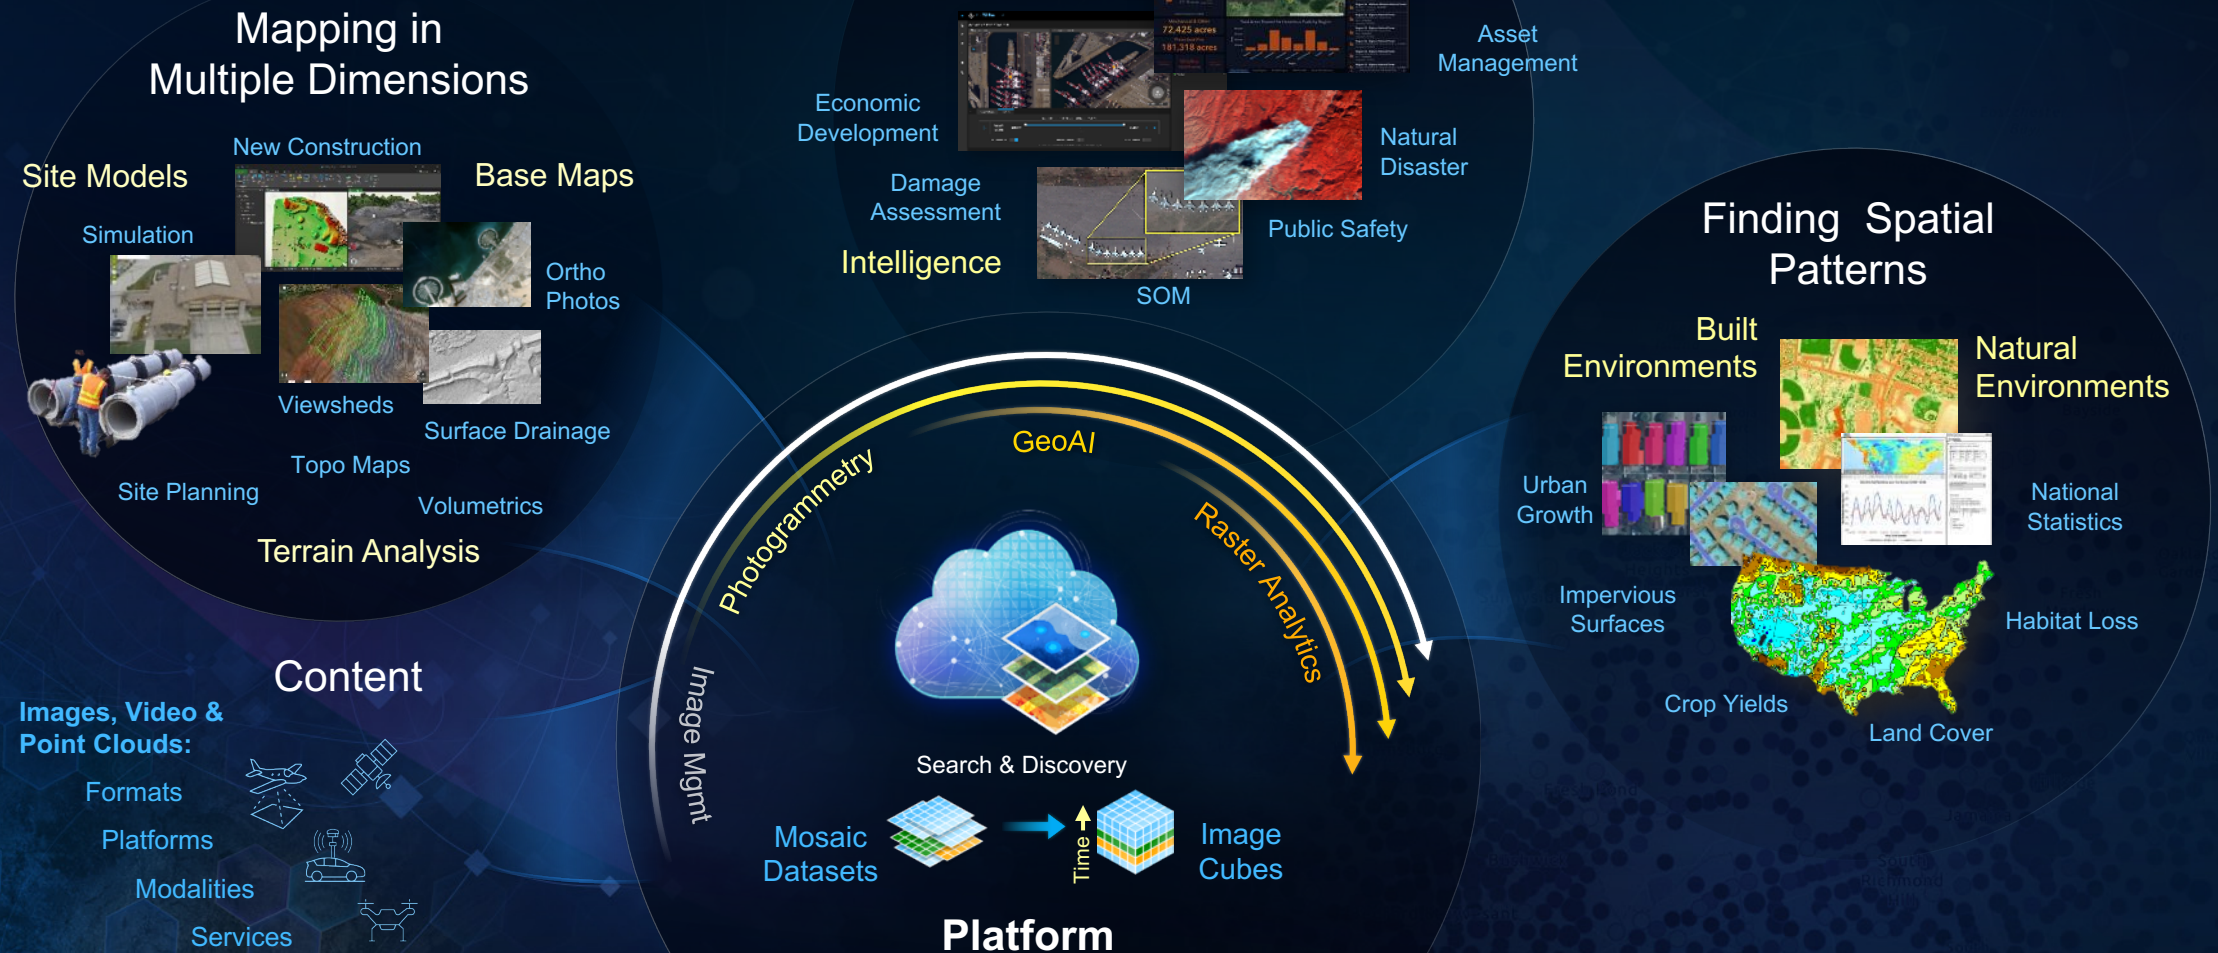 Mapping in
Multiple Dimensions
New Construction
Site Models
Base Maps
Simulation
Ortho
Photos
Viewsheds
Surface Drainage
Topo Maps
Site Planning
Volumetrics
Terrain Analysis
72,425 acres
181,318 acres
Asset
Management
Economic
Development
Natural
Disaster
Damage
Assessment
Public Safety
Intelligence
SOM
Finding Spatial
Patterns
Built
Environments
Natural
Environments
Urban
Growth
National
Statistics
Impervious
Surfaces
Habitat Loss
Crop Yields
Land Cover
Content
Images, Video &
Point Clouds:
Formats
Platforms
Modalities
Services
Image Mgmt
Photogrammetry
GeoAI
Raster Analytics
Search & Discovery
Mosaic
Datasets
Time
Image
Cubes
Platform